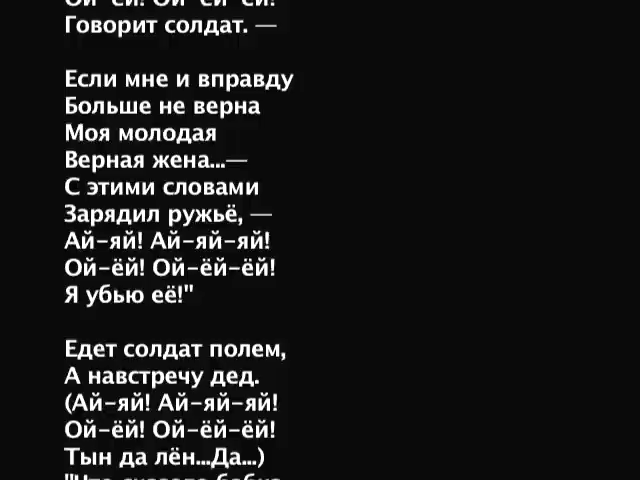 Говорит солдат. —
Если мне и вправду
Больше не верна
Моя молодая
Верная жена...—
С этими словами
Зарядил ружьё, —
Ай-яй! Ай-яй-яй!
Ой-ёй! Ой-ёй-ёй!
Я убью её!"
Едет солдат полем,
А навстречу дед.
(Ай-яй! Ай-яй-яй!
Ой-ёй! Ой-ёй-ёй!
Тын да лён...Да...)